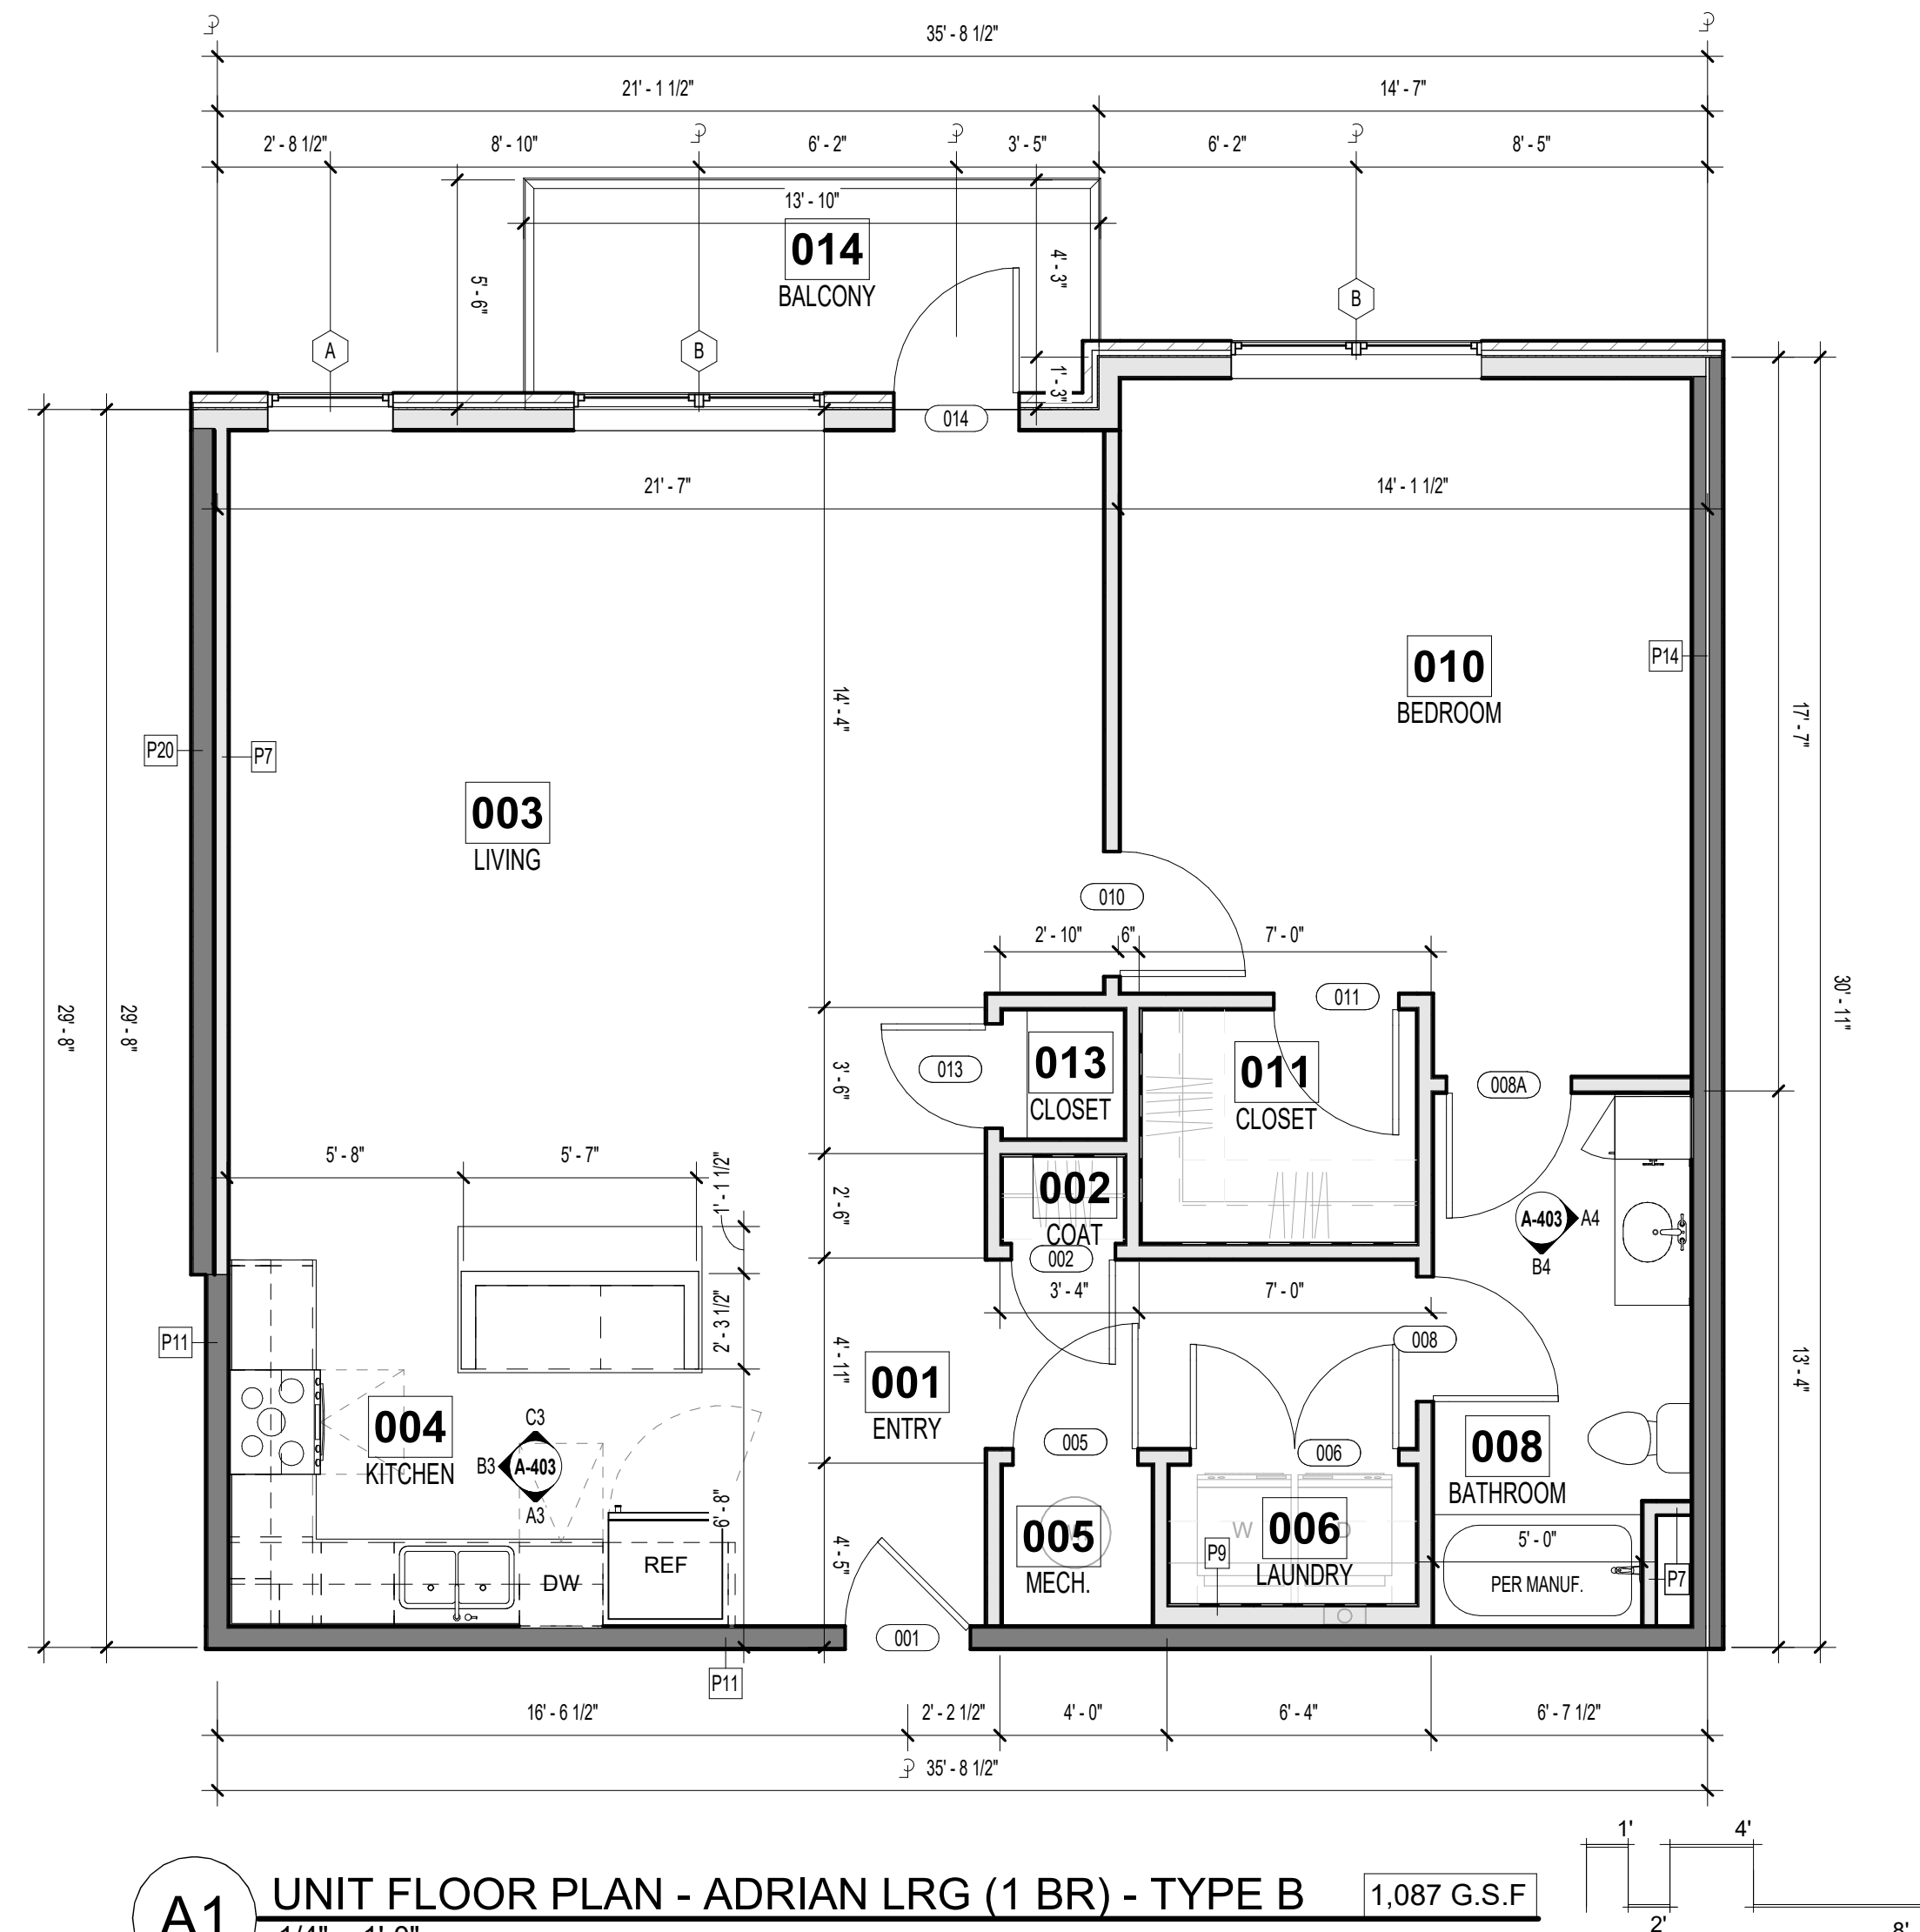 35' - 8 1/2"
21' - 1 1/2"
14' - 7"
2' - 8 1/2"
8' - 10"
6' - 2"
3' - 5"
6' - 2"
8' - 5"
13' - 10"
014
BALCONY
5' - 6"
4' - 3"
A
B
B
1' - 3"
014
21' - 7"
14' - 1 1/2"
010
BEDROOM
P14
14' - 4"
17' - 7"
P20
P7
003
LIVING
010
2' - 10"
6"
7' - 0"
011
29' - 8"
29' - 8"
30' - 11"
013
3' - 6"
013
CLOSET
011
CLOSET
008A
5' - 8"
5' - 7"
1' - 1 1/2"
2' - 6"
002
COAT
002
A-403
A4
B4
3' - 4"
7' - 0"
2' - 3 1/2"
P11
4' - 11"
008
13' - 4"
001
ENTRY
004
KITCHEN
C3
B3
A-403
A3
005
006
008
BATHROOM
6' - 8"
4' - 5"
005
MECH.
W
006
D
LAUNDRY
P9
5' - 0"
PER MANUF.
P7
DW
REF
001
P11
16' - 6 1/2"
2' - 2 1/2"
4' - 0"
6' - 4"
6' - 7 1/2"
35' - 8 1/2"
A1
UNIT FLOOR PLAN - ADRIAN LRG (1 BR) - TYPE B
1,087 G.S.F
1'
4'
2'
8'